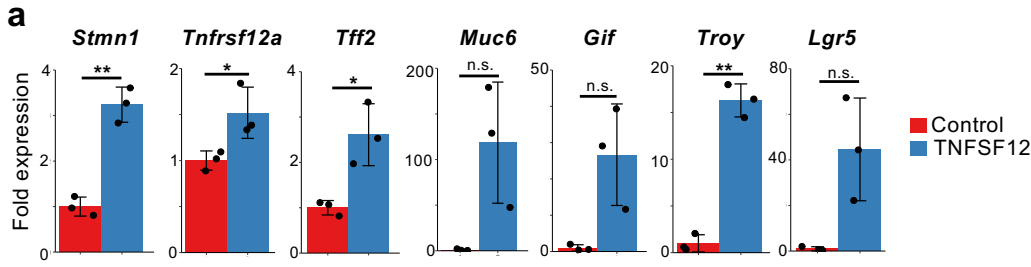 a
Stmn1 Tnfrsf12a Tff2 Muc6 Gif Troy Lgr5
** * * n.s. n.s. ** n.s.
Fold expression
4 2 0
2 1 0
4 2 0
200 100 0
50 0
20 10 0
80 40 0
Control
TNFSF12